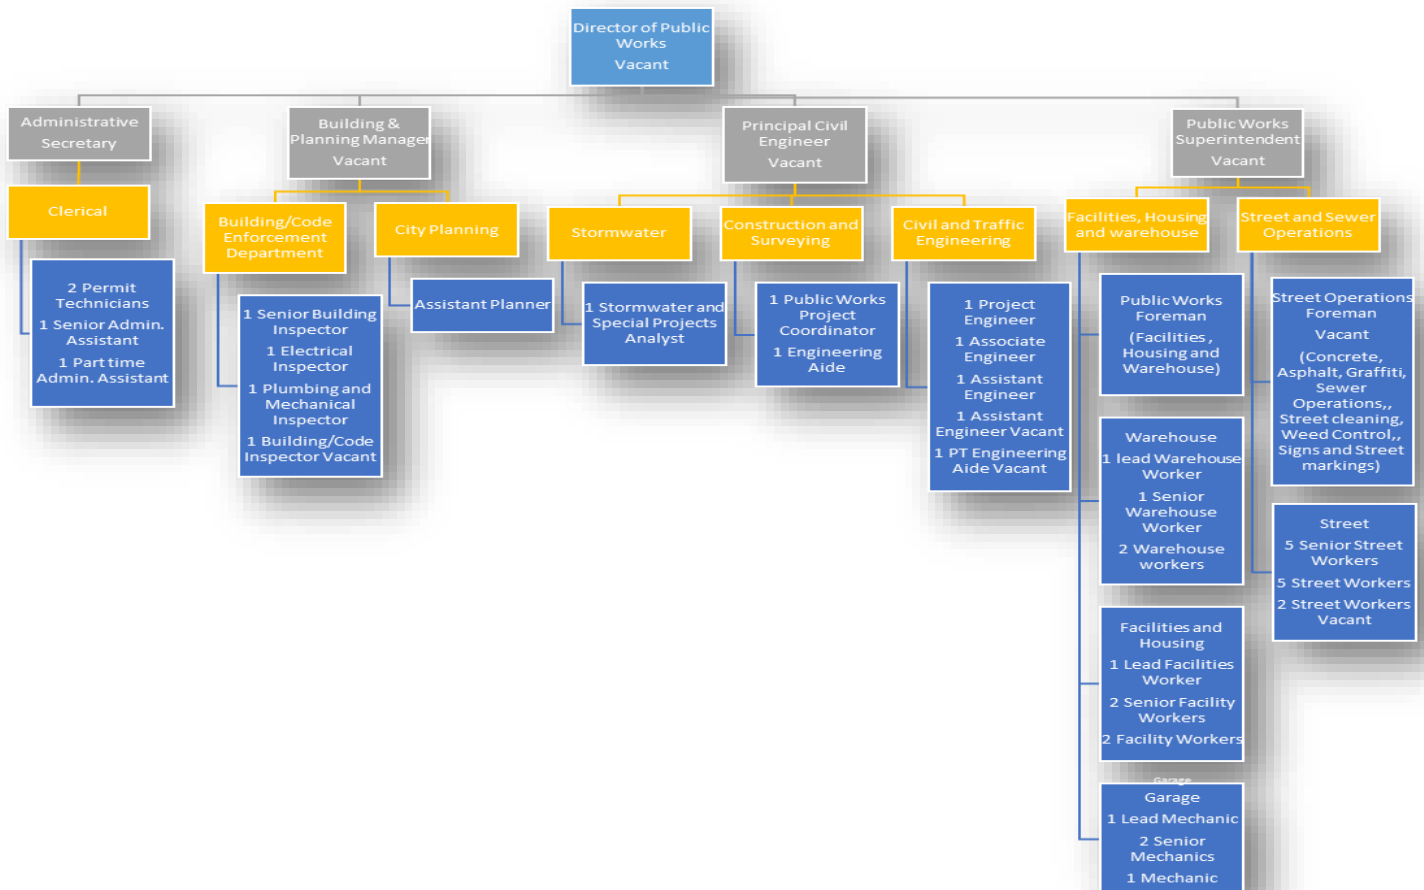 Director of Public
Works
Vacant
Administrative
Secretary
Clerical
2 Permit
Technicians
1 Senior Admin.
Assistant
1 Part time
Admin. Assistant
Building &
Planning Manager
Vacant
Building/Code
Enforcement
Department
1 Senior Building
Inspector
1 Electrical
Inspector
1 Plumbing and
Mechanical
Inspector
1 Building/Code
Inspector Vacant
City Planning
Assistant Planner
Principal Civil
Engineer
Vacant
Stormwater
1 Stormwater and
Special Projects
Analyst
Construction and
Surveying
1 Public Works
Project
Coordinator
1 Engineering
Aide
Civil and Traffic
Engineering
1 Project
Engineer
1 Associate
Engineer
1 Assistant
Engineer
1 Assistant
Engineer Vacant
1 PT Engineering
Aide Vacant
Public Works
Superintendent
Vacant
Facilities, Housing
and warehouse
Public Works
Foreman
(Facilities ,
Housing and
Warehouse)
Warehouse
1 lead Warehouse
Worker
1 Senior
Warehouse
Worker
2 Warehouse
workers
Facilities and
Housing
1 Lead Facilities
Worker
2 Senior Facility
Workers
2 Facility Workers
Garage
Garage
1 Lead Mechanic
2 Senior
Mechanics
1 Mechanic
Street and Sewer
Operations
Street Operations
Foreman
Vacant
(Concrete,
Asphalt, Graffiti,
Sewer
Operations,,
Street cleaning,
Weed Control,,
Signs and Street
markings)
Street
5 Senior Street
Workers
5 Street Workers
2 Street Workers
Vacant